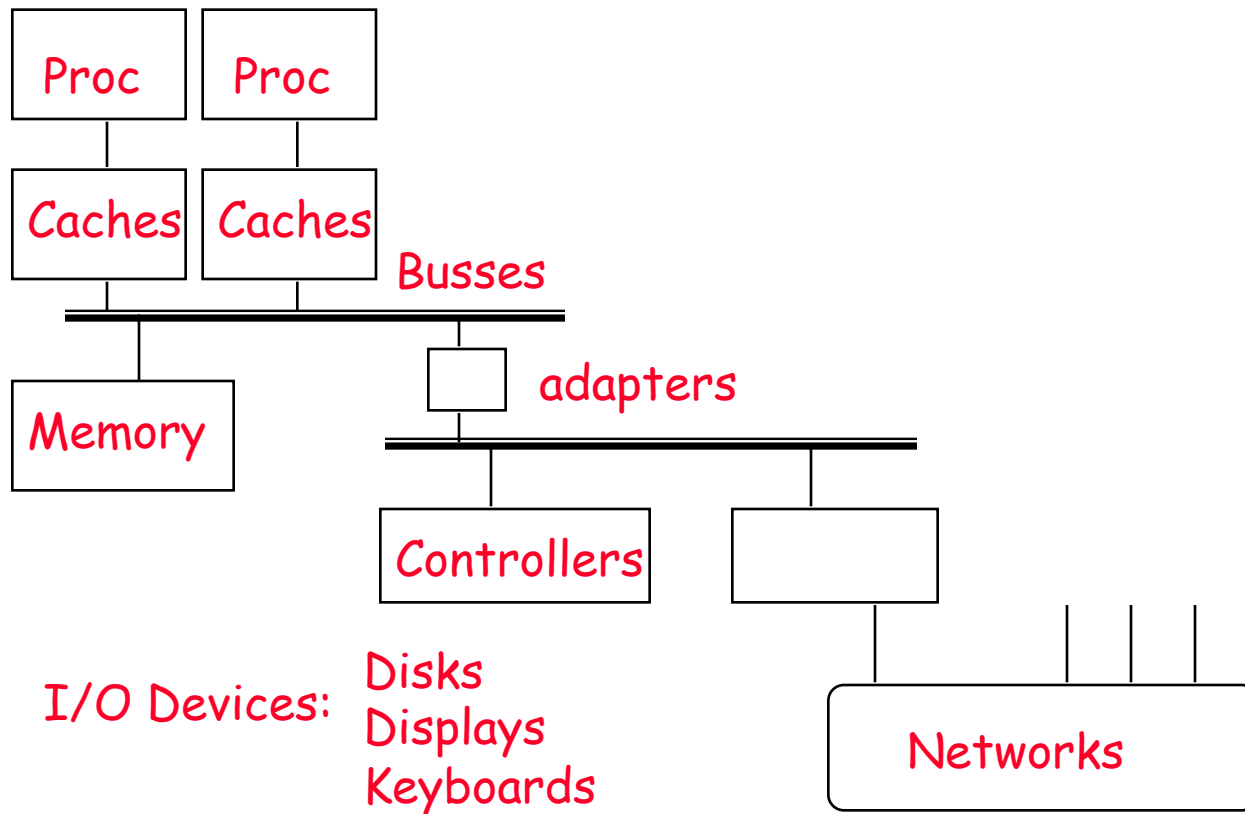 Proc Proc
Caches Caches
Busses
adapters
Memory
Controllers
I/O Devices:
Disks
Displays
Keyboards
Networks